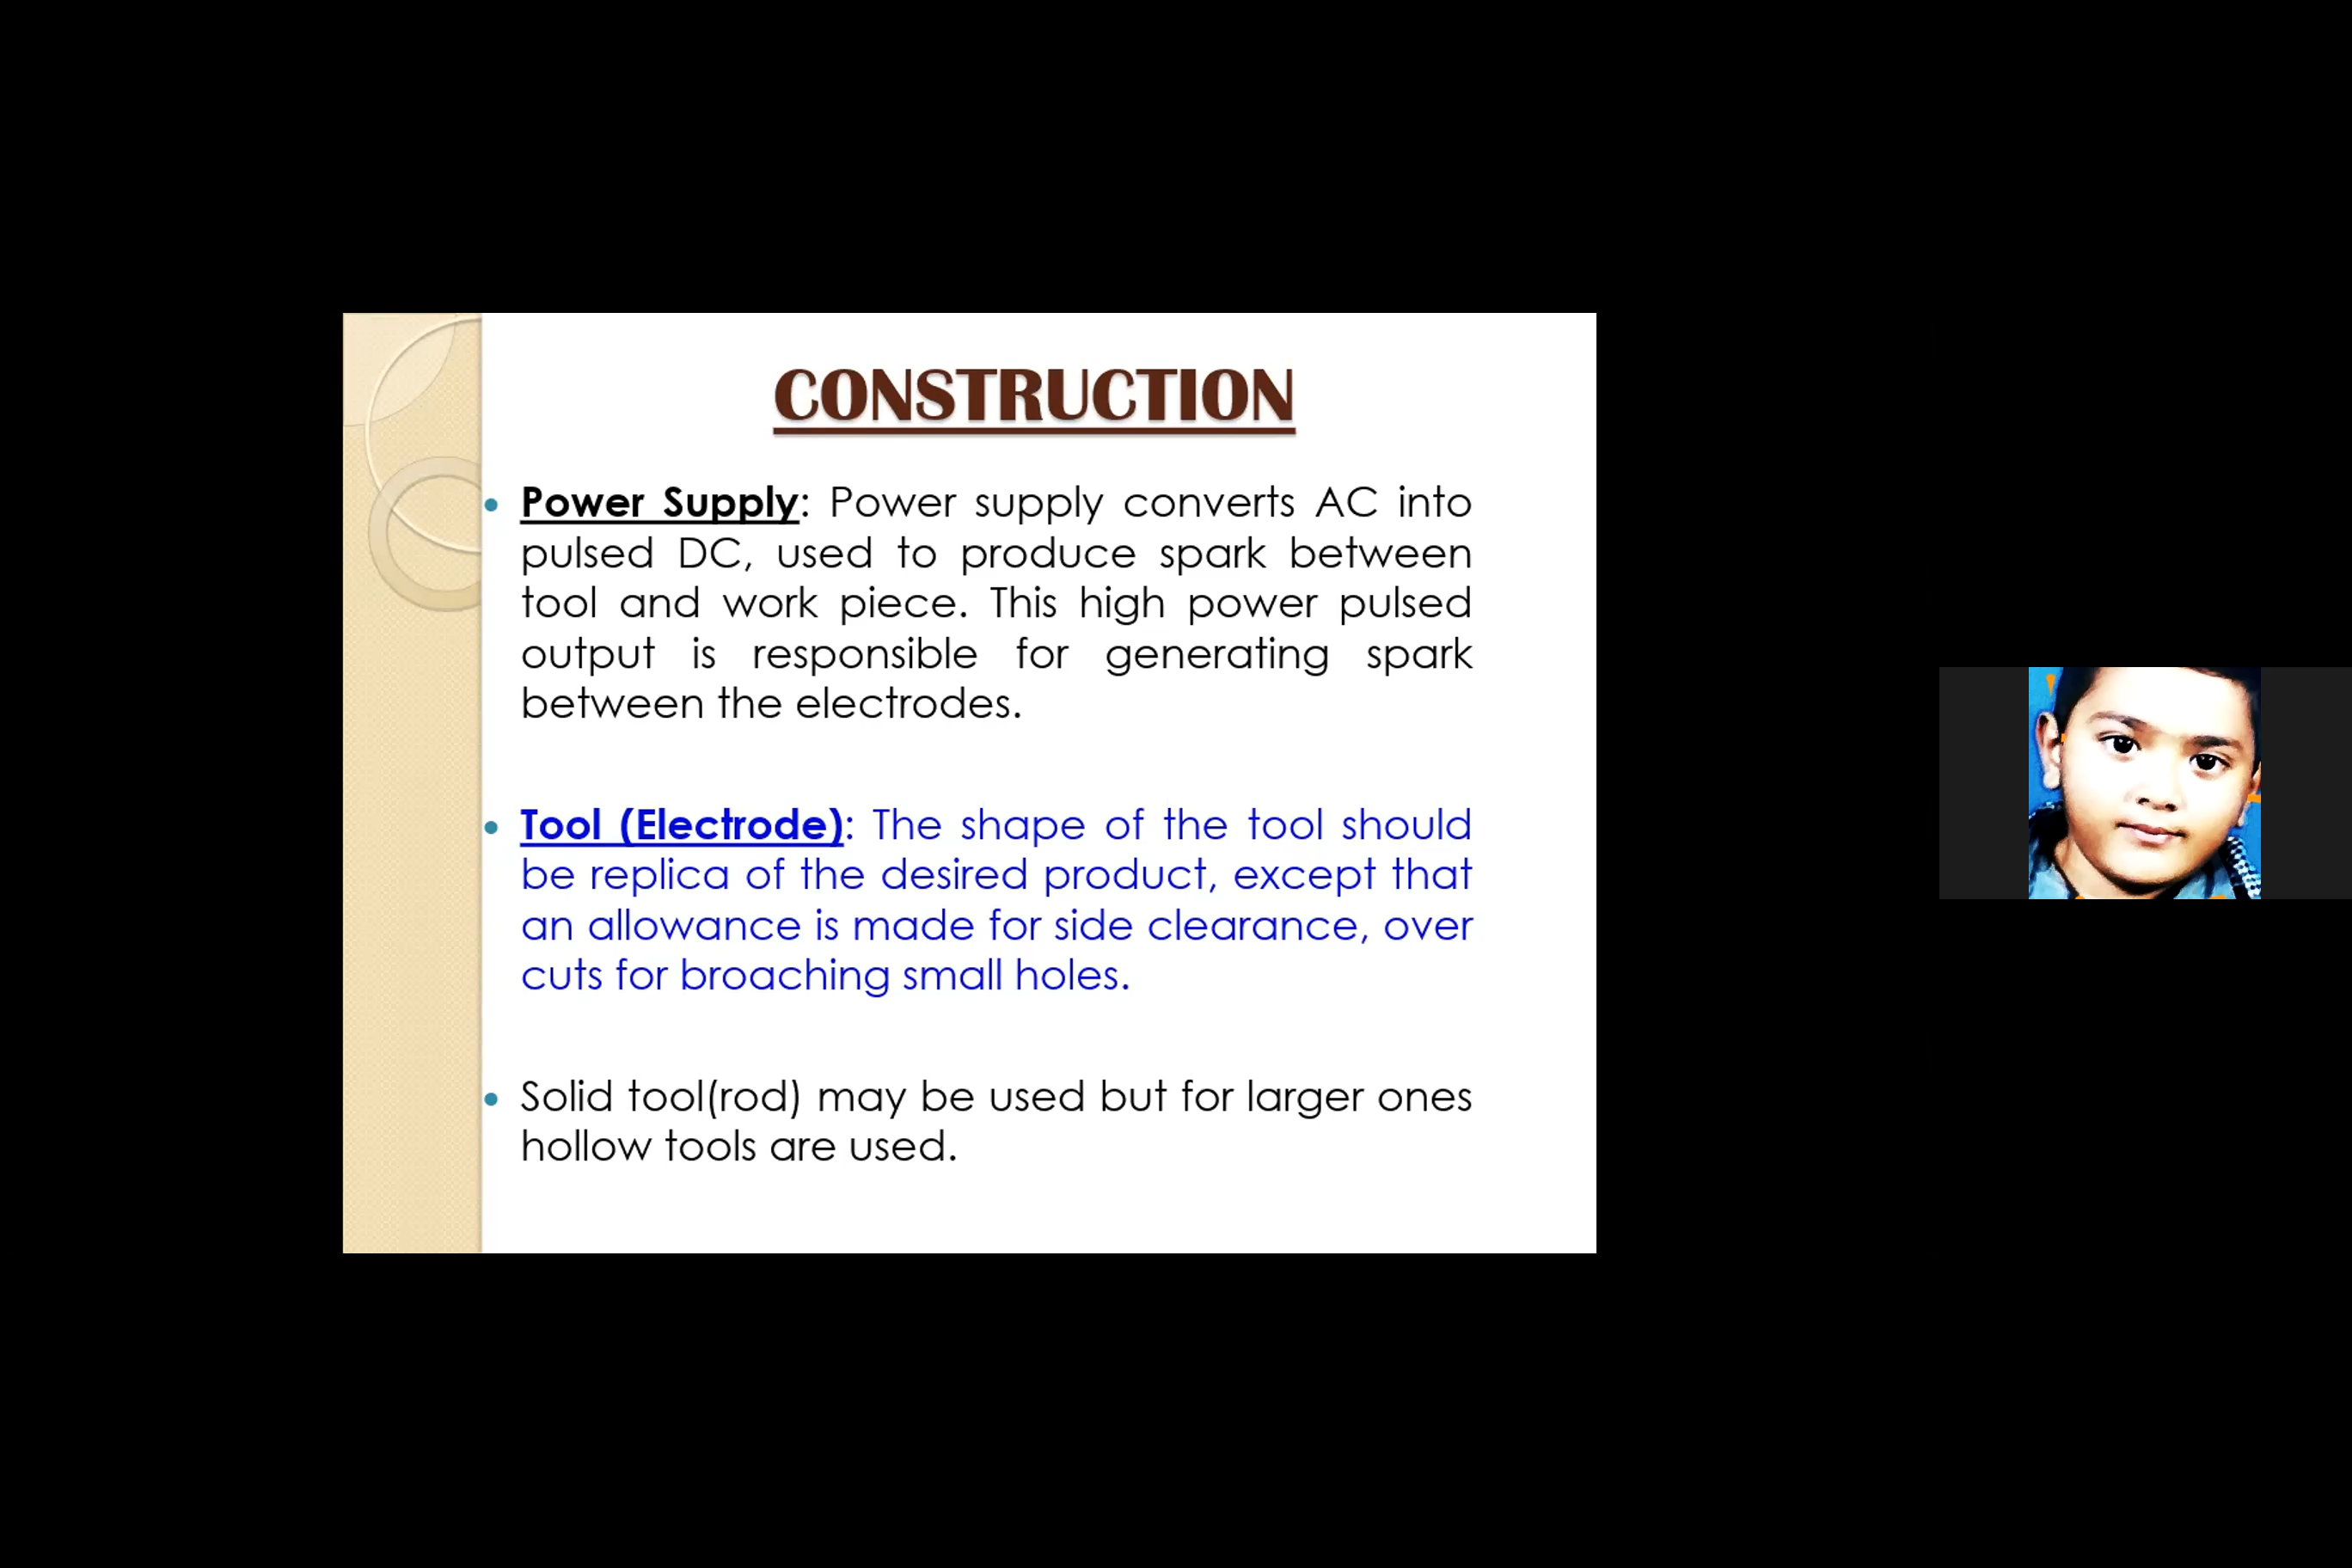 CONSTRUCTION
Power Supply: Power supply converts AC into
pulsed DC, used to produce spark between
tool and work piece. This high power pulsed
output is responsible for generating spark
between the electrodes.
Tool (Electrode): The shape of the tool should
be replica of the desired product, except that
an allowance is made for side clearance, over
cuts for broaching small holes.
Solid tool(rod) may be used but for larger ones
hollow tools are used.